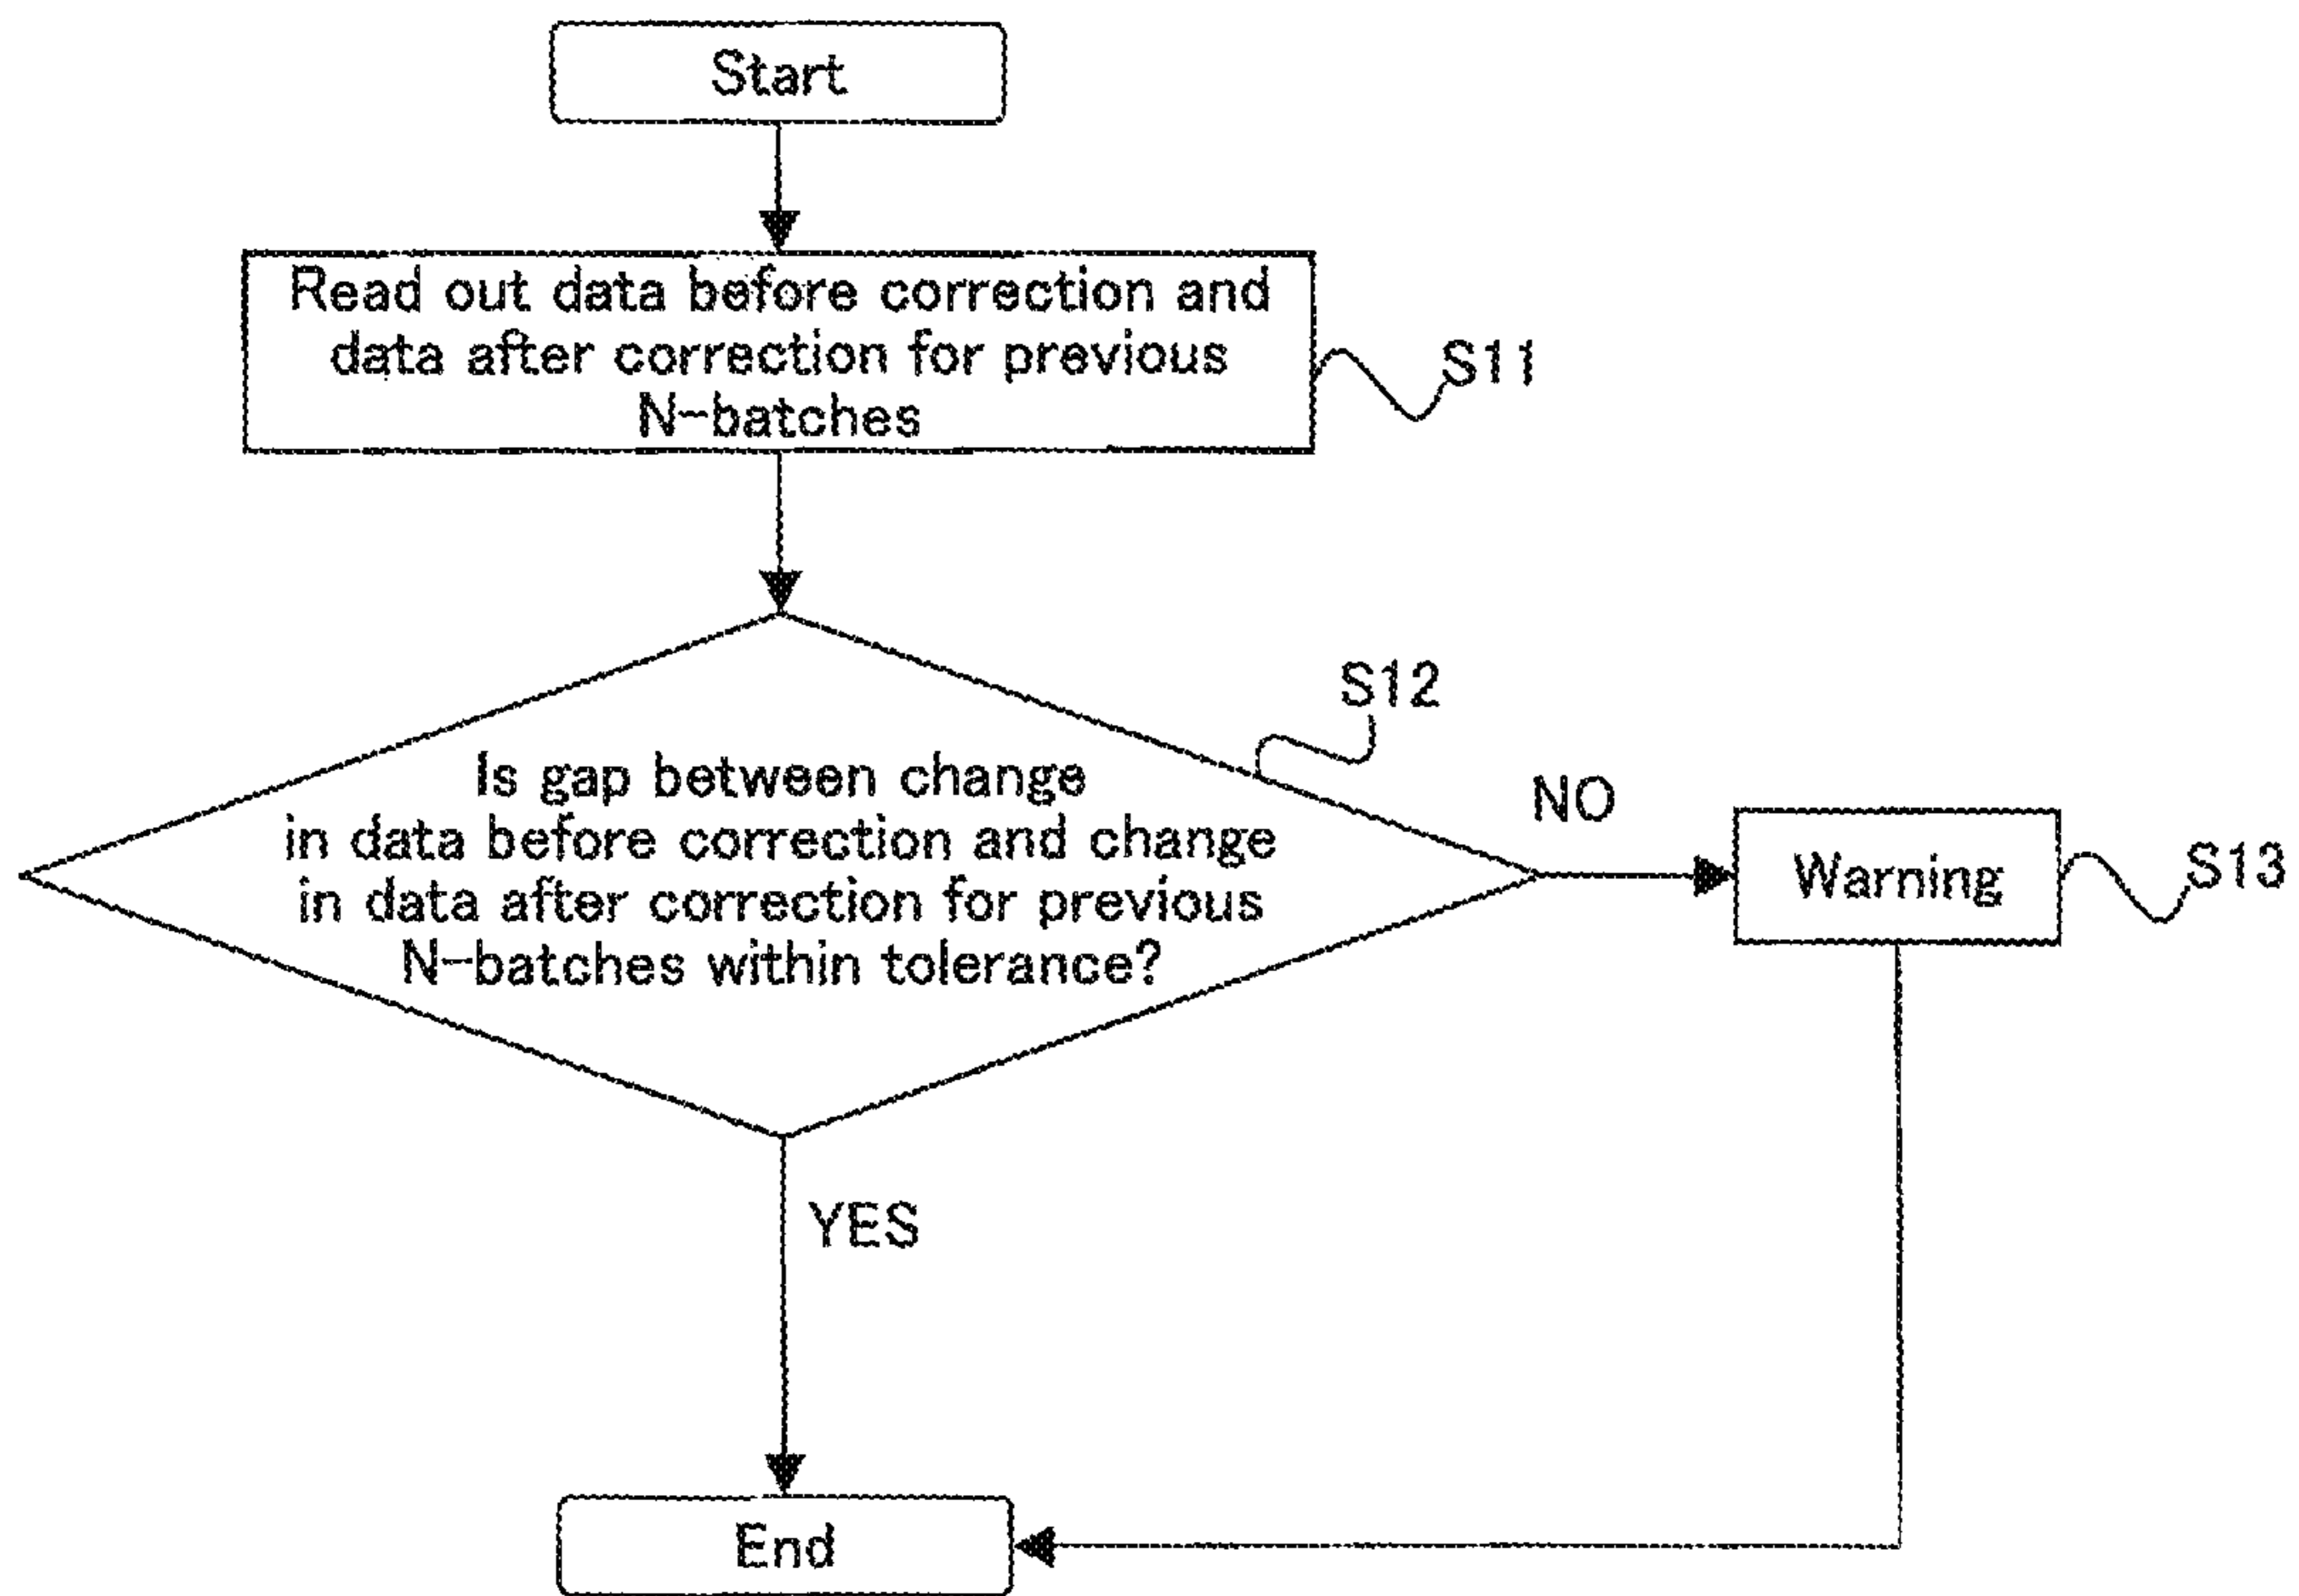 Start
Read out data before correction and
data after correction for previous
N-batches
S11
S12
Is gap between change
in data before correction and change
in data after correction for previous
N-batches within tolerance?
NO
Warning
S13
YES
End